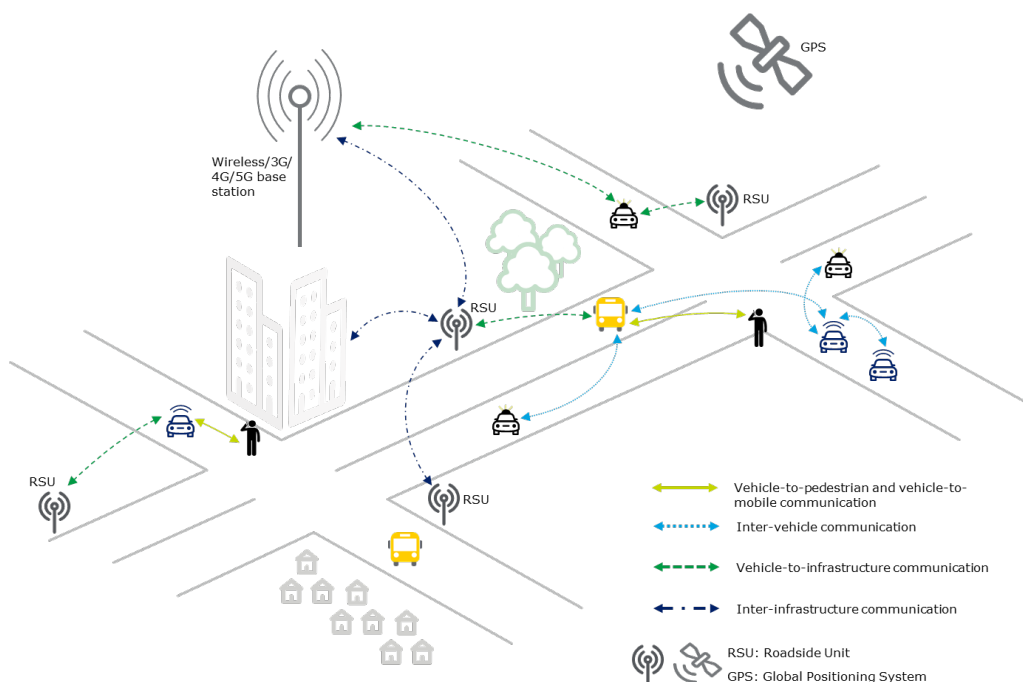 GPS
Wireless/3G/
4G/5G base
station
RSU
RSU
RSU
RSU
Vehicle-to-pedestrian and vehicle-to-
mobile communication
Inter-vehicle communication
Vehicle-to-infrastructure communication
Inter-infrastructure communication
RSU: Roadside Unit
GPS: Global Positioning System